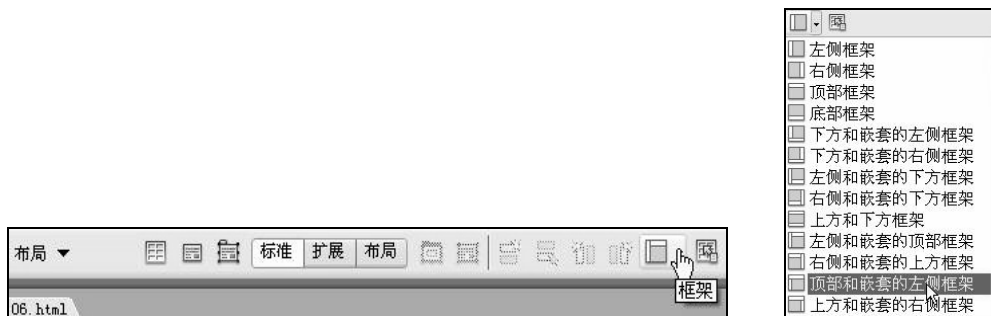 布局
标准 扩展 布局
框架
06.html
左侧框架
右侧框架
顶部框架
底部框架
下方和嵌套的左侧框架
下方和嵌套的右侧框架
左侧和嵌套的下方框架
右侧和嵌套的下方框架
上方和下方框架
左侧和嵌套的顶部框架
右侧和嵌套的上方框架
顶部和嵌套的左侧框架
上方和嵌套的右侧框架